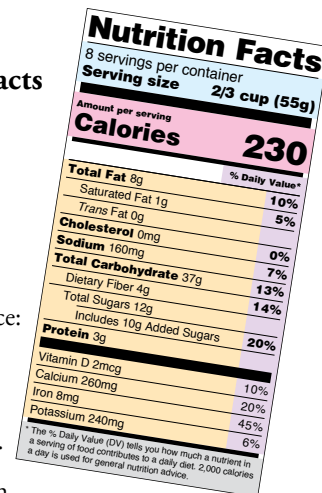 Nutrition Facts
8 servings per container
Serving size 2/3 cup (55g)
Amount per serving
Calories 230
% Daily Value*
Total Fat 8g 10%
Saturated Fat 1g 5%
Trans Fat 0g
Cholesterol 0mg 0%
Sodium 160mg 7%
Total Carbohydrate 37g 13%
Dietary Fiber 4g 14%
Total Sugars 12g
Includes 10g Added Sugars 20%
Protein 3g
Vitamin D 2mcg 10%
Calcium 260mg 20%
Iron 8mg 45%
Potassium 240mg 6%
* The % Daily Value (DV) tells you how much a nutrient in
a serving of food contributes to a daily diet. 2,000 calories
a day is used for general nutrition advice.